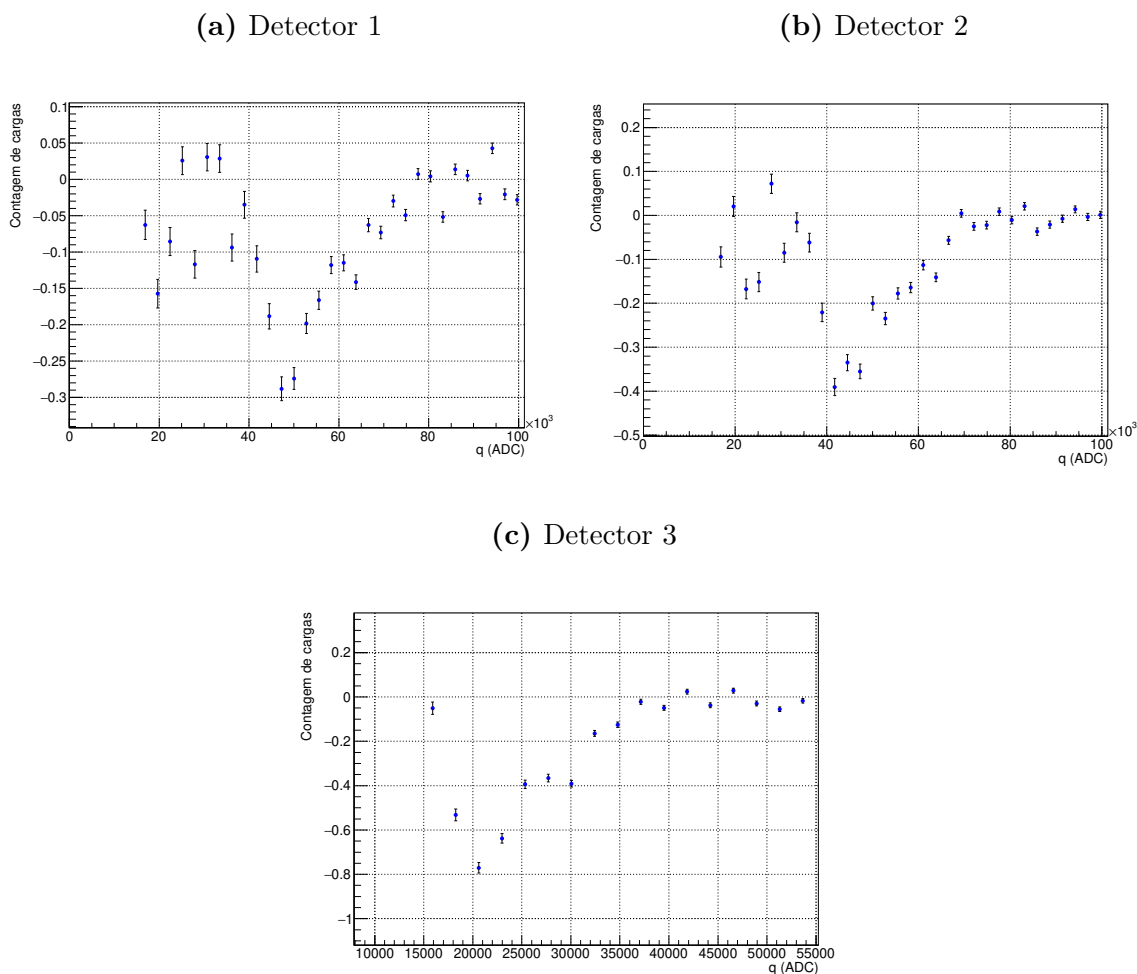 (a) Detector 1
(b) Detector 2
Contagem de cargas
0.1
0.05
0
−0.05
−0.1
−0.15
−0.2
−0.25
−0.3
0 20 40 60 80 100
×10³
q (ADC)
Contagem de cargas
0.2
0.1
0
−0.1
−0.2
−0.3
−0.4
−0.5
0 20 40 60 80 100
×10³
q (ADC)
(c) Detector 3
Contagem de cargas
0.2
0
−0.2
−0.4
−0.6
−0.8
−1
10000 15000 20000 25000 30000 35000 40000 45000 50000 55000
q (ADC)